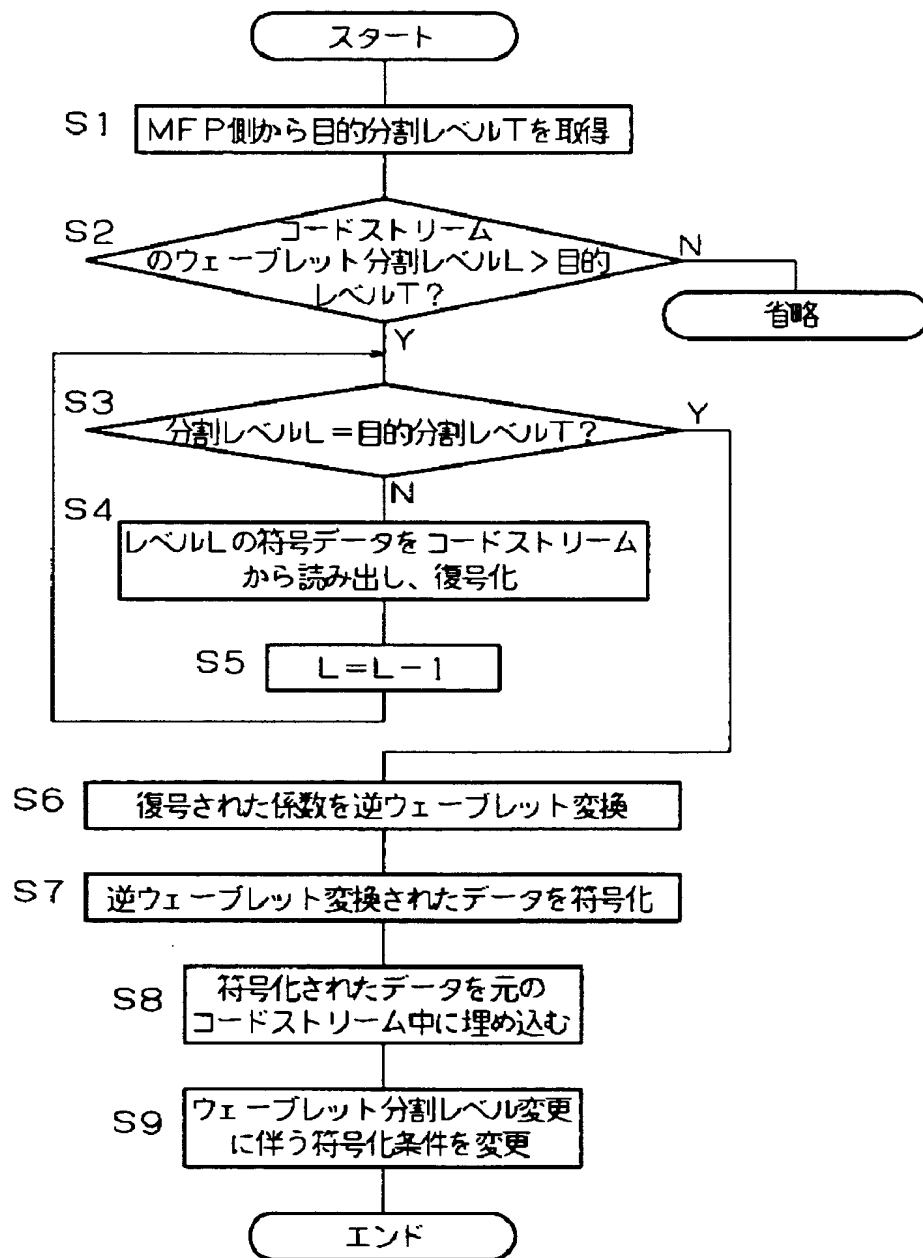 スタート
S1
MFP側から目的分割レベルTを取得
S2
コードストリーム
のウェーブレット分割レベルL>目的
レベルT?
N
省略
Y
S3
分割レベルL=目的分割レベルT?
Y
N
S4
レベルLの符号データをコードストリーム
から読み出し、復号化
S5
L=L-1
S6
復号された係数を逆ウェーブレット変換
S7
逆ウェーブレット変換されたデータを符号化
S8
符号化されたデータを元の
コードストリーム中に埋め込む
S9
ウェーブレット分割レベル変更
に伴う符号化条件を変更
エンド